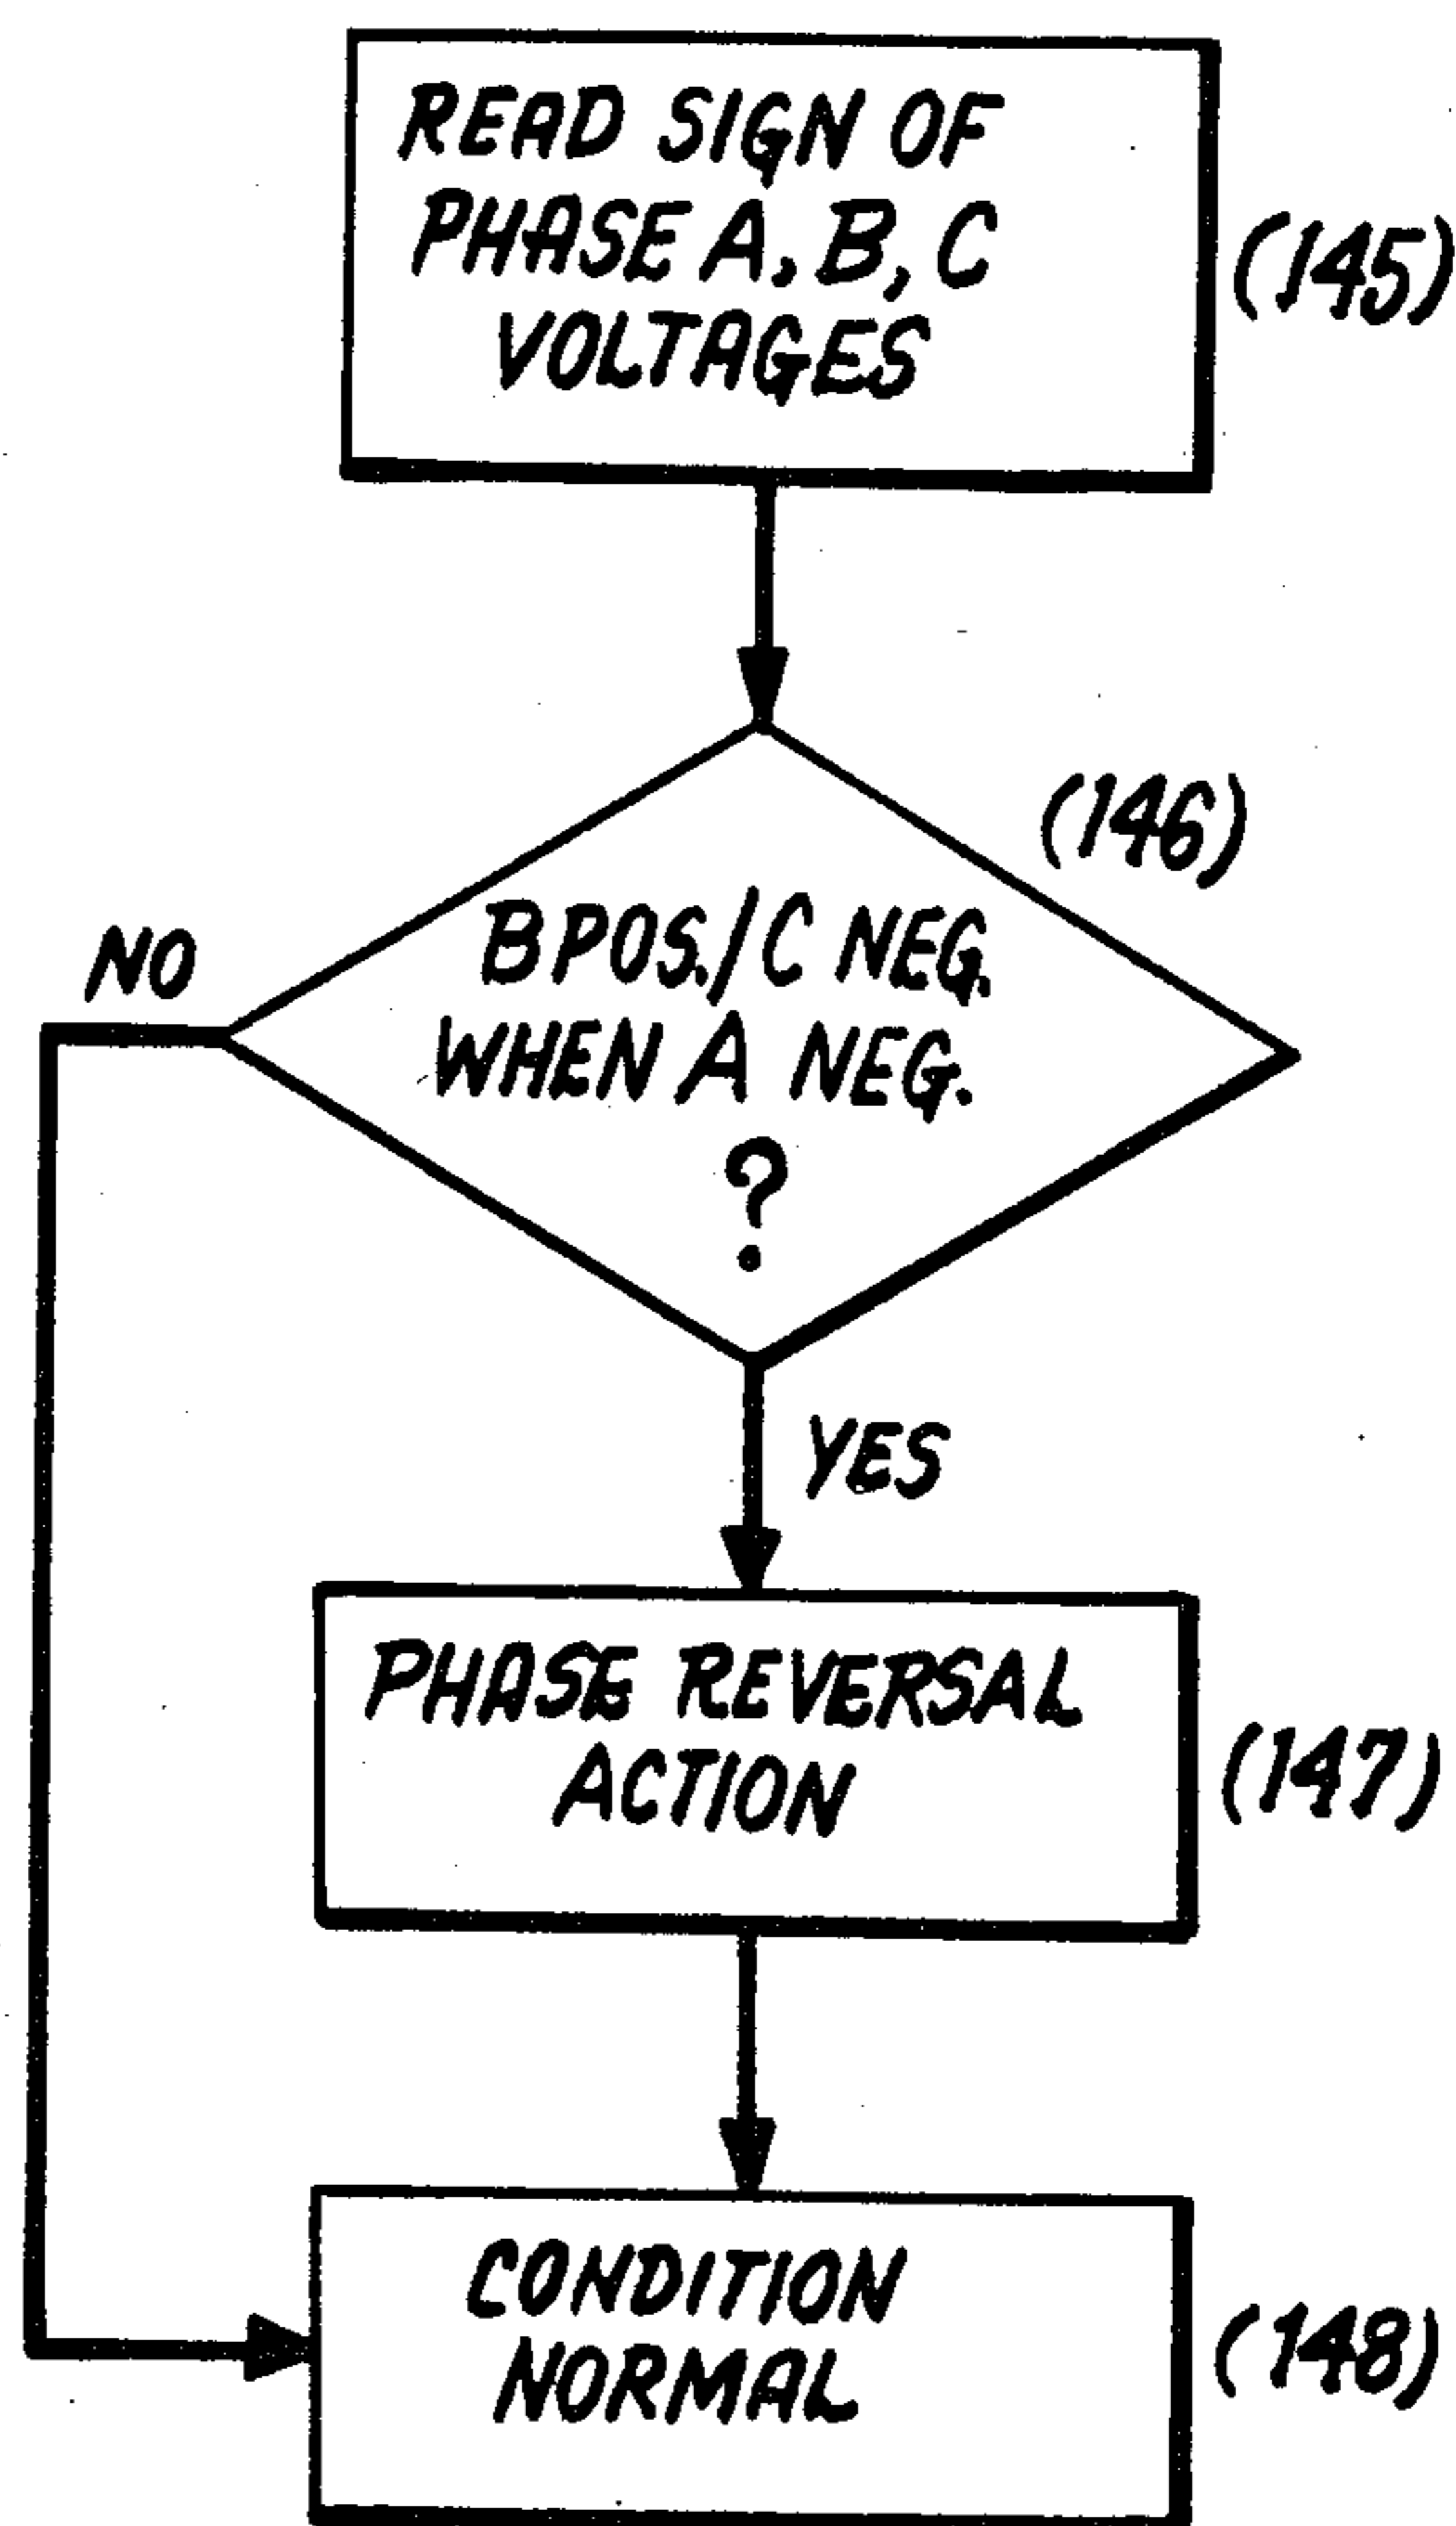 READ SIGN OF
PHASE A, B, C
VOLTAGES
(145)
(146)
B POS./C NEG.
WHEN A NEG.
?
NO
YES
PHASE REVERSAL
ACTION
(147)
CONDITION
NORMAL
(148)